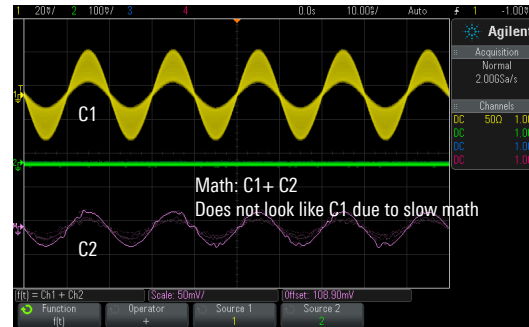 1 20V/ 2 100V/ 3 4 0.0s 10.00s/ Auto 1 -1.00V
Agilent
Acquisition
Normal
2.00GSa/s
Channels
DC 50Ω 1.00
DC 1.00
DC 1.00
DC 1.00
C1
Math: C1+ C2
Does not look like C1 due to slow math
C2
f(t) = Ch1 + Ch2 Scale: 50mV/ Offset: 108.90mV
Function Operator Source 1 Source 2
f(t) + 1 2